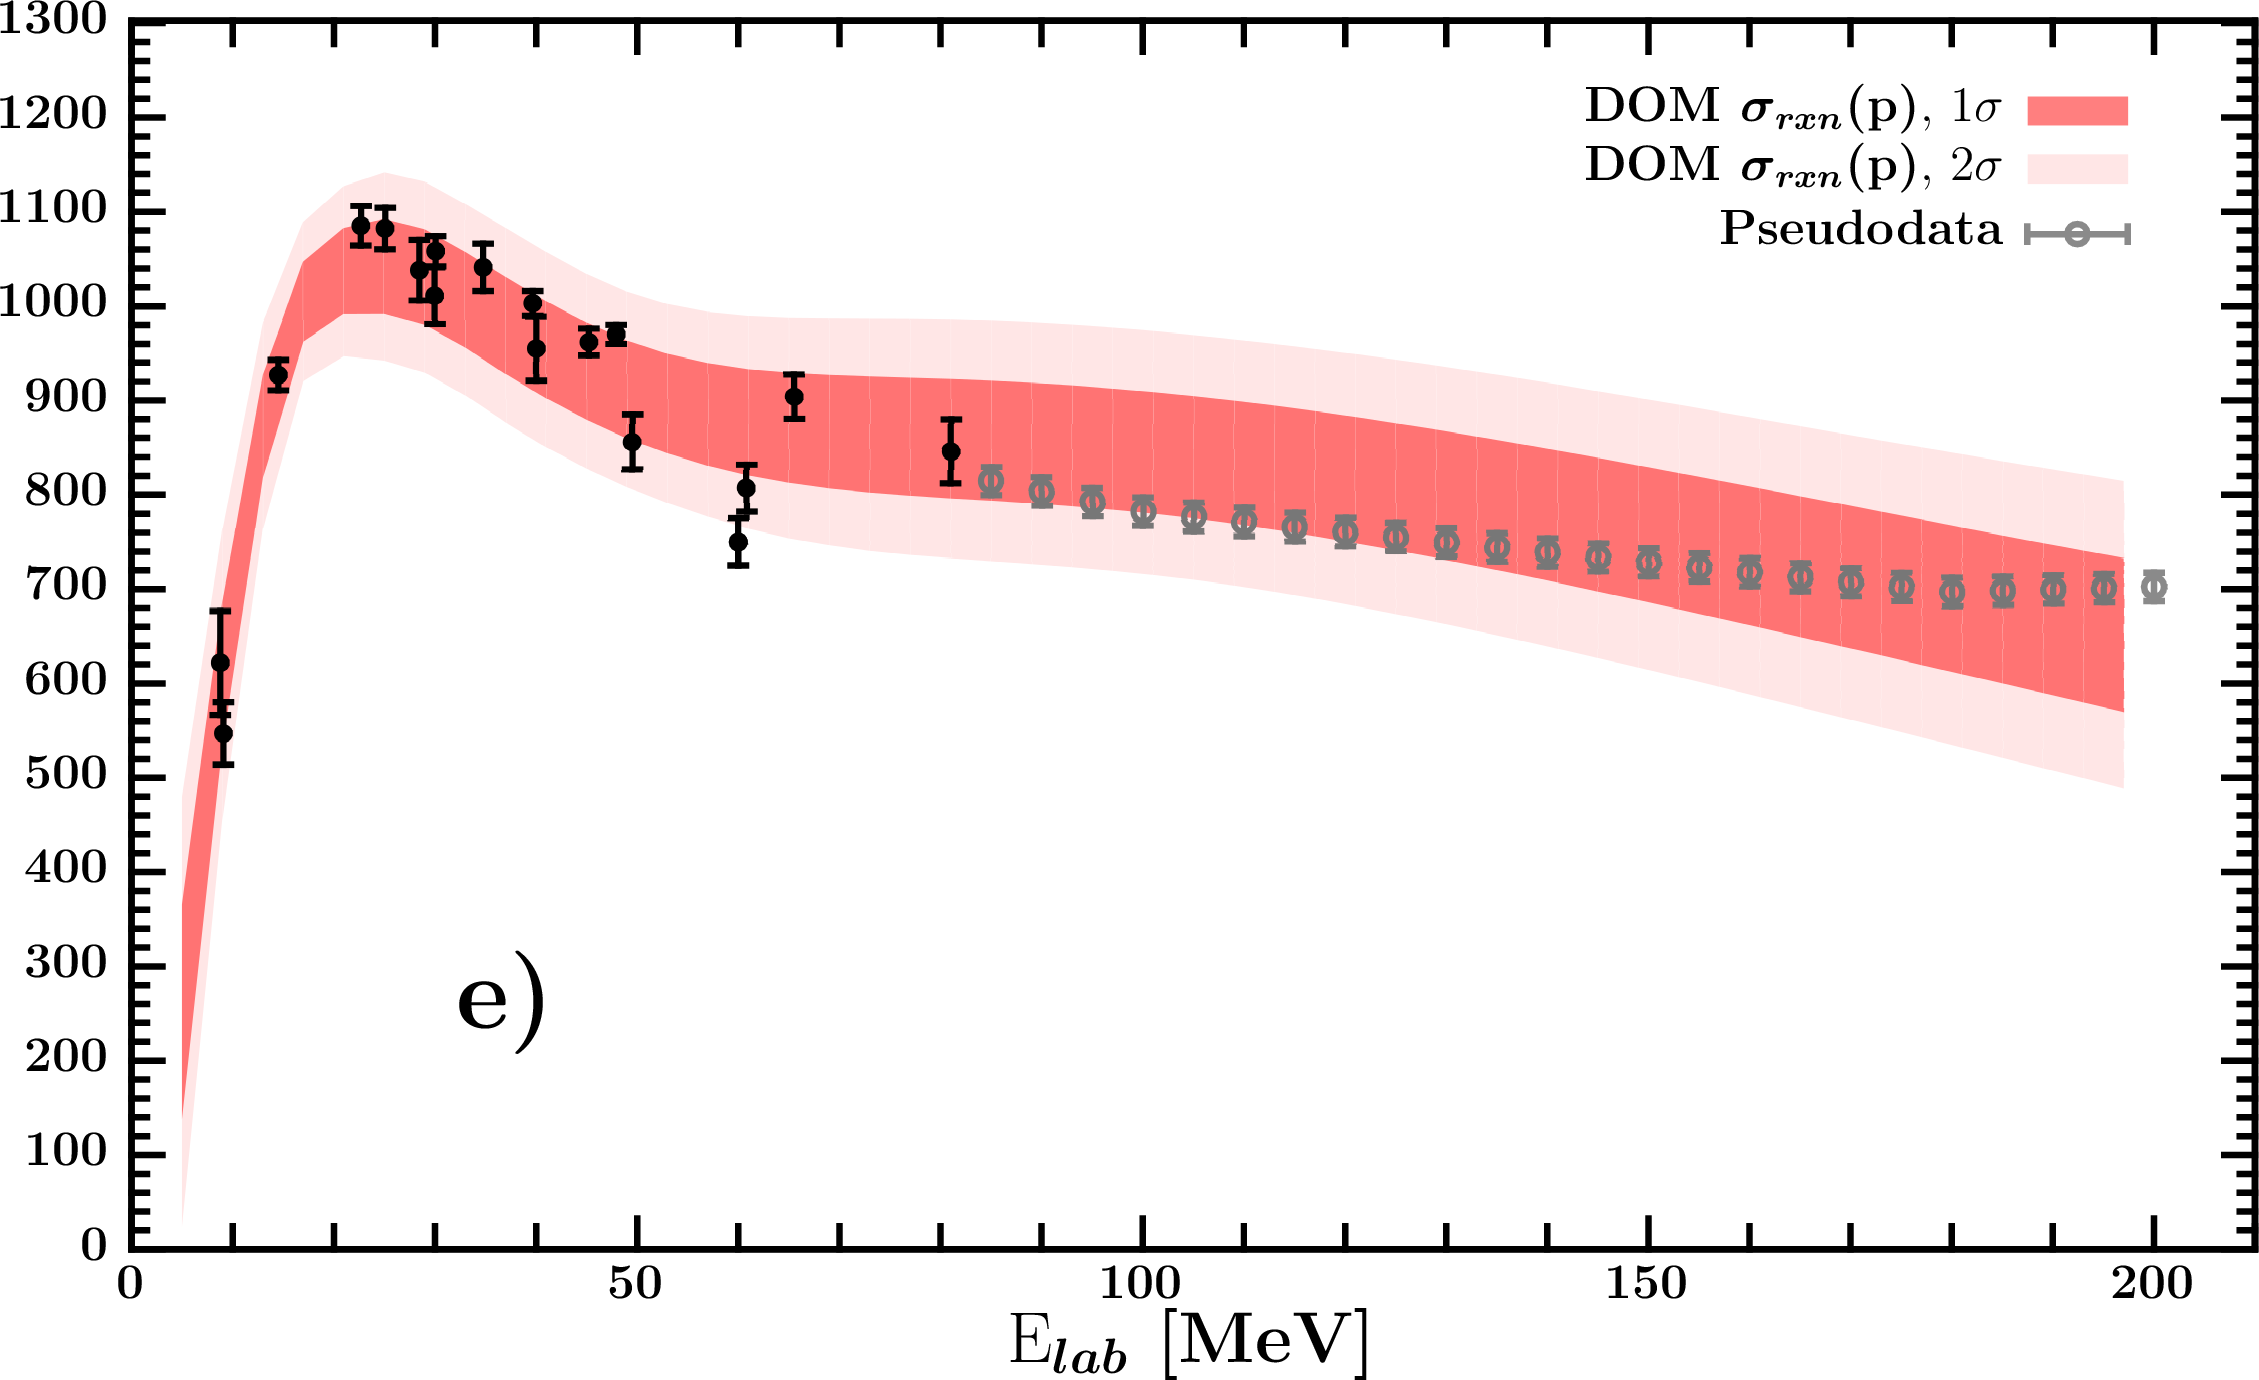 1300
1200
1100
1000
900
800
700
600
500
400
300
200
100
0
DOM σrxn(p), 1σ
DOM σrxn(p), 2σ
Pseudodata
e)
0 50 100 150 200
Elab [MeV]